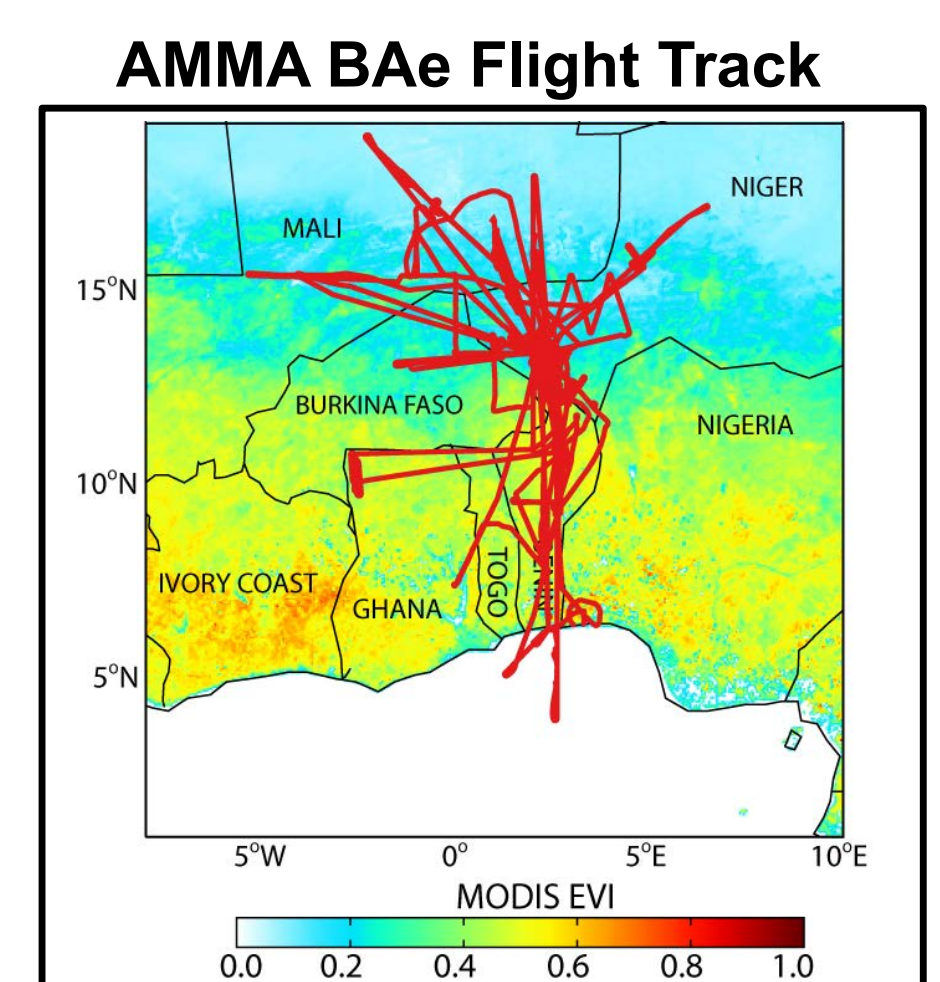 AMMA BAe Flight Track
NIGER
MALI
15°N
BURKINA FASO
NIGERIA
10°N
IVORY COAST
TOGO
GHANA
5°N
5°W 0° 5°E 10°E
MODIS EVI
0.0 0.2 0.4 0.6 0.8 1.0